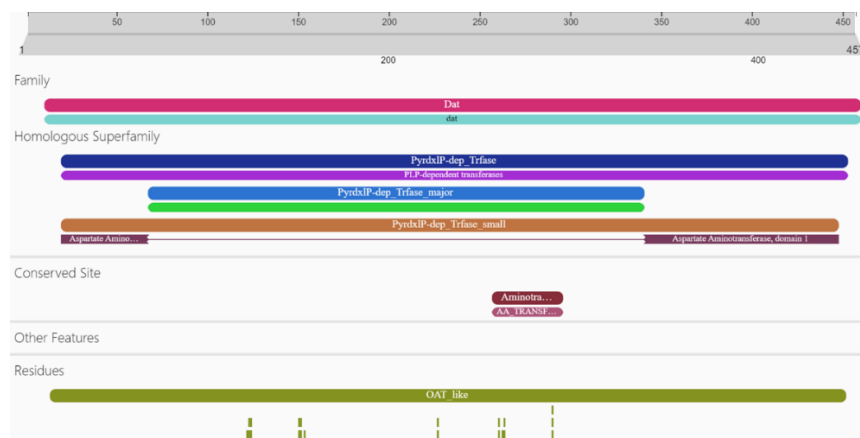 50 100 150 200 250 300 350 400 450
1 200 400 45
Family
Dat
dat
Homologous Superfamily
PyrdxlP-dep_Trfase
PLP-dependent transferases
PyrdxlP-dep_Trfase_major
PyrdxlP-dep_Trfase_small
Aspartate Amino… Aspartate Aminotransferase, domain 1
Conserved Site
Aminotra…
AA_TRANSF…
Other Features
Residues
OAT_like